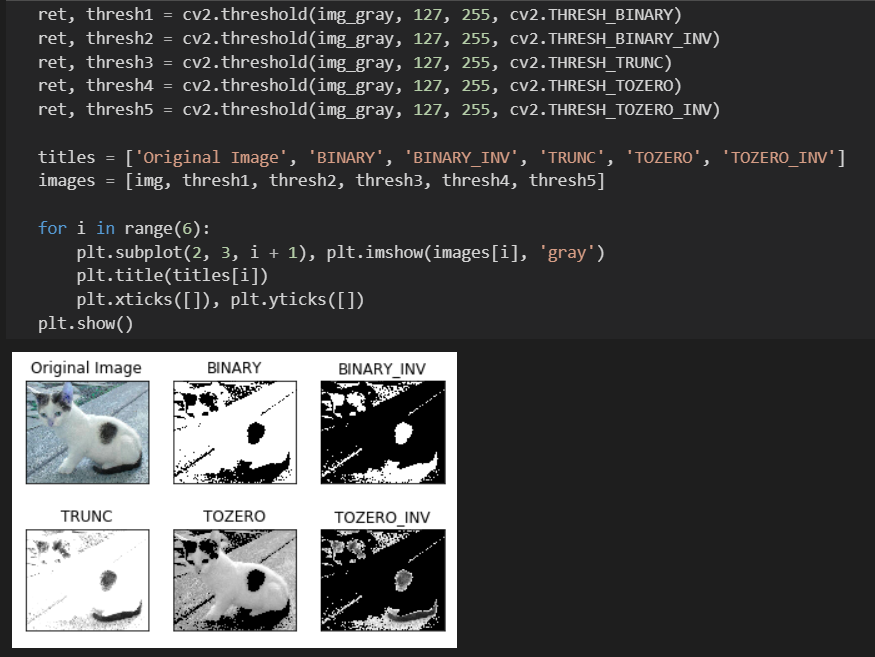 ret, thresh1 = cv2.threshold(img_gray, 127, 255, cv2.THRESH_BINARY)
ret, thresh2 = cv2.threshold(img_gray, 127, 255, cv2.THRESH_BINARY_INV)
ret, thresh3 = cv2.threshold(img_gray, 127, 255, cv2.THRESH_TRUNC)
ret, thresh4 = cv2.threshold(img_gray, 127, 255, cv2.THRESH_TOZERO)
ret, thresh5 = cv2.threshold(img_gray, 127, 255, cv2.THRESH_TOZERO_INV)
titles = ['Original Image', 'BINARY', 'BINARY_INV', 'TRUNC', 'TOZERO', 'TOZERO_INV']
images = [img, thresh1, thresh2, thresh3, thresh4, thresh5]
for i in range(6):
    plt.subplot(2, 3, i + 1), plt.imshow(images[i], 'gray')
    plt.title(titles[i])
    plt.xticks([]), plt.yticks([])
plt.show()
Original Image BINARY BINARY_INV
TRUNC TOZERO TOZERO_INV